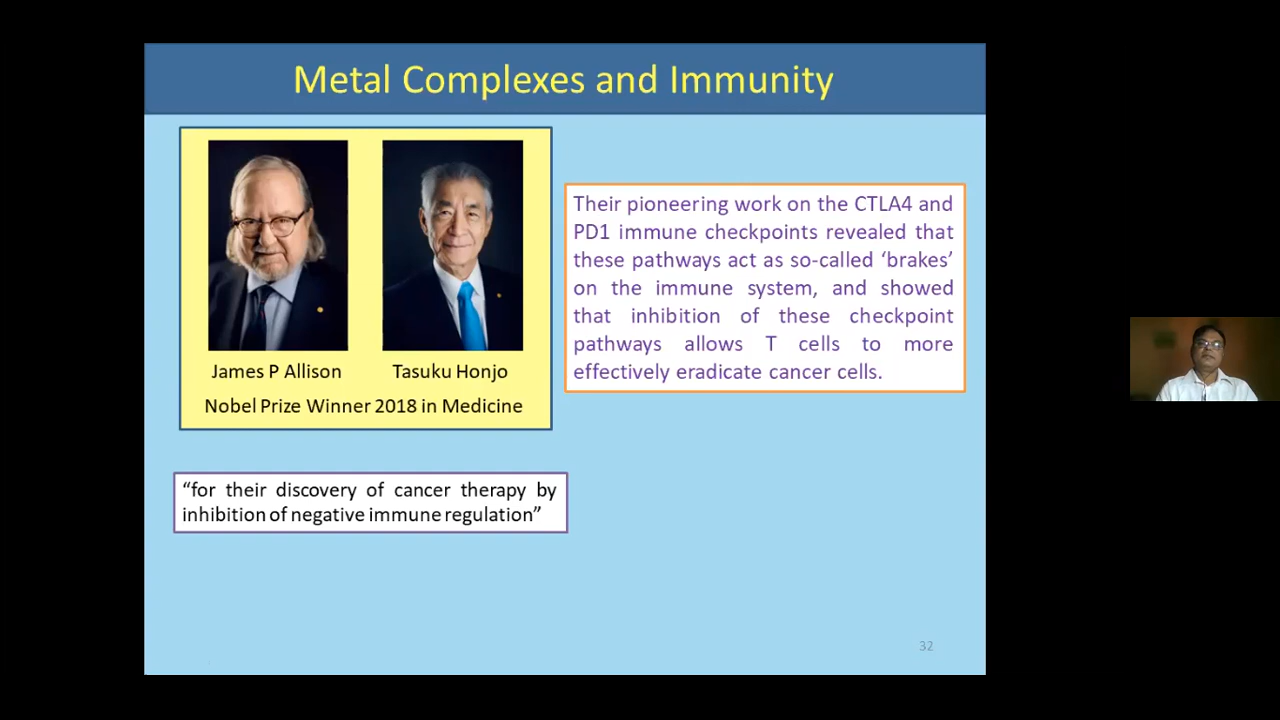 Metal Complexes and Immunity
James P Allison
Tasuku Honjo
Nobel Prize Winner 2018 in Medicine
Their pioneering work on the CTLA4 and
PD1 immune checkpoints revealed that
these pathways act as so-called ‘brakes’
on the immune system, and showed
that inhibition of these checkpoint
pathways allows T cells to more
effectively eradicate cancer cells.
“for their discovery of cancer therapy by
inhibition of negative immune regulation”
32